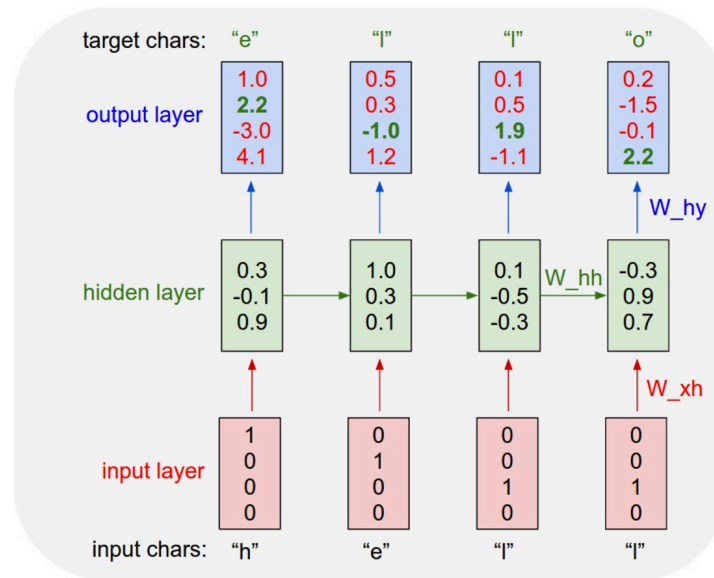 target chars: “e” “l” “l” “o”
1.0 0.5 0.1 0.2
2.2 0.3 0.5 -1.5
output layer -3.0 -1.0 1.9 -0.1
4.1 1.2 -1.1 2.2
W_hy
0.3 1.0 0.1 -0.3
hidden layer -0.1 0.3 -0.5 W_hh 0.9
0.9 0.1 -0.3 0.7
W_xh
1 0 0 0
0 1 0 0
input layer 0 0 1 1
0 0 0 0
input chars: “h” “e” “l” “l”